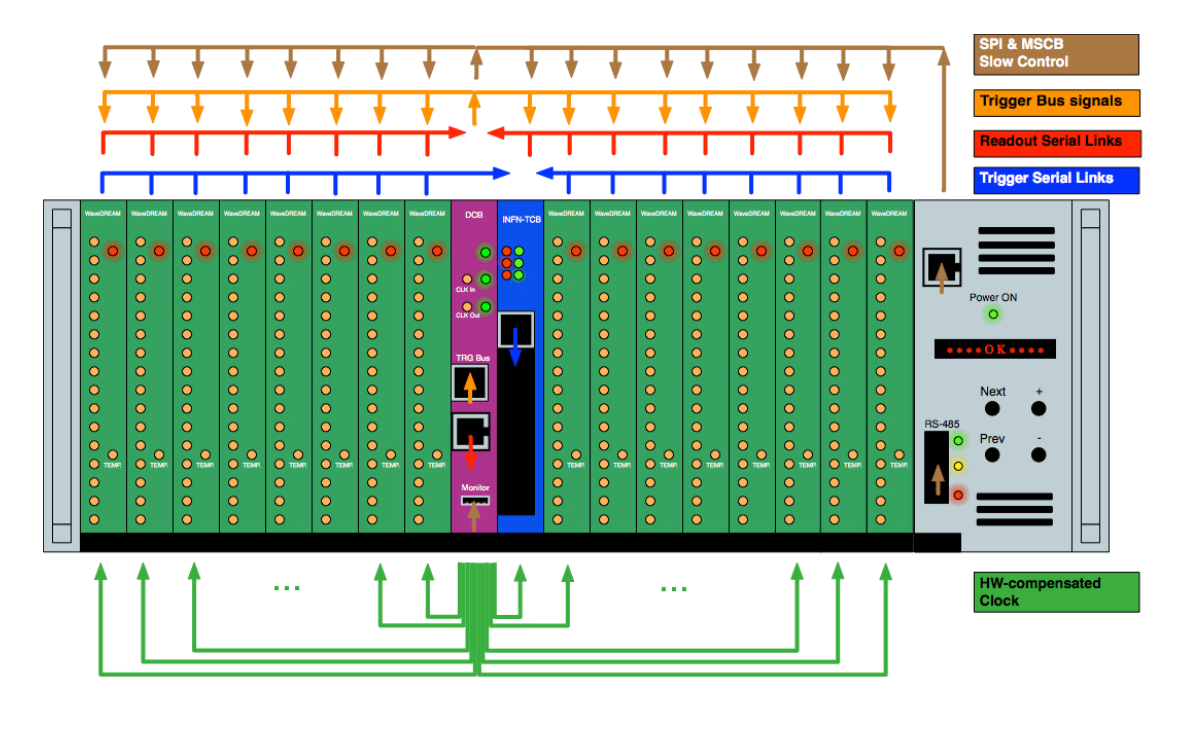 SPI & MSCB
Slow Control
Trigger Bus signals
Readout Serial Links
Trigger Serial Links
WaveDREAM WaveDREAM WaveDREAM WaveDREAM WaveDREAM WaveDREAM WaveDREAM WaveDREAM DCB INFN-TCB WaveDREAM WaveDREAM WaveDREAM WaveDREAM WaveDREAM WaveDREAM WaveDREAM WaveDREAM
CLK In
Power ON
CLK Out
****OK****
TRG Bus
Next +
RS-485
Prev -
TEMP. TEMP. TEMP. TEMP. TEMP. TEMP. TEMP. TEMP. TEMP. TEMP. TEMP. TEMP. TEMP. TEMP. TEMP. TEMP.
Monitor
... ...
HW-compensated
Clock